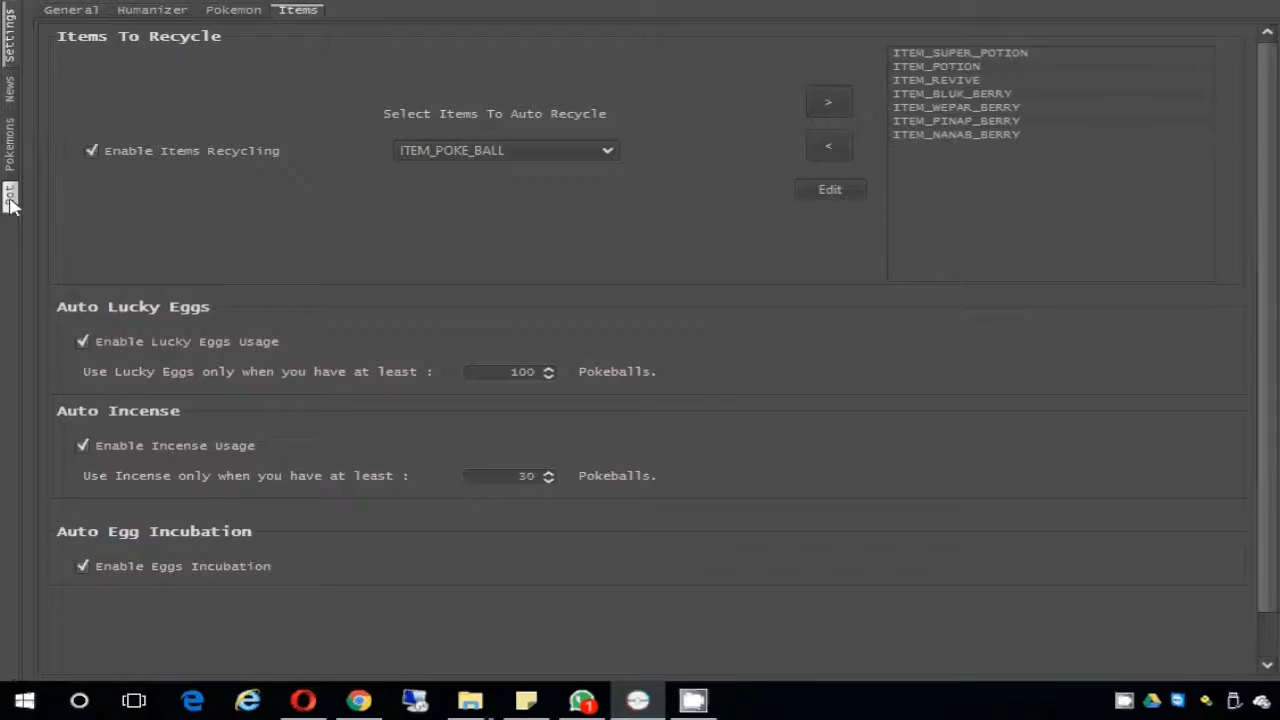 General Humanizer Pokemon Items
Settings
News
Pokemons
Items To Recycle
Select Items To Auto Recycle
Enable Items Recycling
ITEM_POKE_BALL
>
<
Edit
ITEM_SUPER_POTION
ITEM_POTION
ITEM_REVIVE
ITEM_BLUK_BERRY
ITEM_WEPAR_BERRY
ITEM_PINAP_BERRY
ITEM_NANAB_BERRY
Auto Lucky Eggs
Enable Lucky Eggs Usage
Use Lucky Eggs only when you have at least : 100 Pokeballs.
Auto Incense
Enable Incense Usage
Use Incense only when you have at least : 30 Pokeballs.
Auto Egg Incubation
Enable Eggs Incubation
1